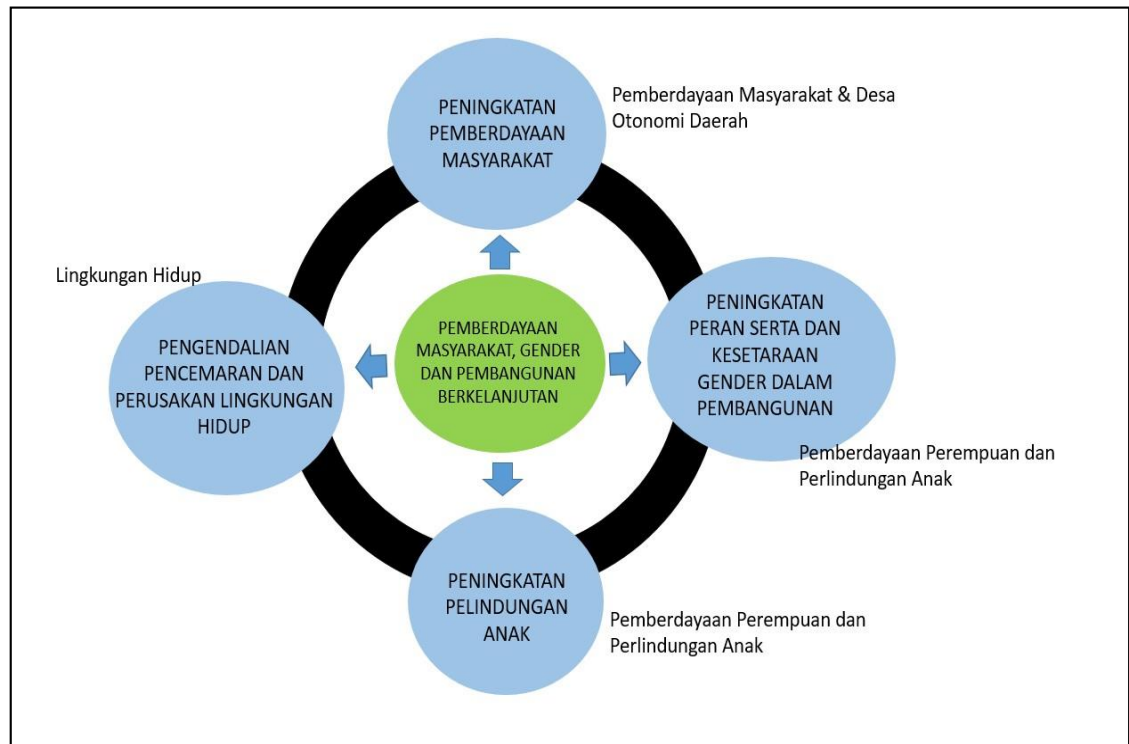 PENINGKATAN
PEMBERDAYAAN
MASYARAKAT
Pemberdayaan Masyarakat & Desa
Otonomi Daerah
Lingkungan Hidup
PENGENDALIAN
PENCEMARAN DAN
PERUSAKAN LINGKUNGAN
HIDUP
PEMBERDAYAAN
MASYARAKAT, GENDER
DAN PEMBANGUNAN
BERKELANJUTAN
PENINGKATAN
PERAN SERTA DAN
KESETARAAN
GENDER DALAM
PEMBANGUNAN
Pemberdayaan Perempuan dan
Perlindungan Anak
PENINGKATAN
PELINDUNGAN
ANAK
Pemberdayaan Perempuan dan
Perlindungan Anak